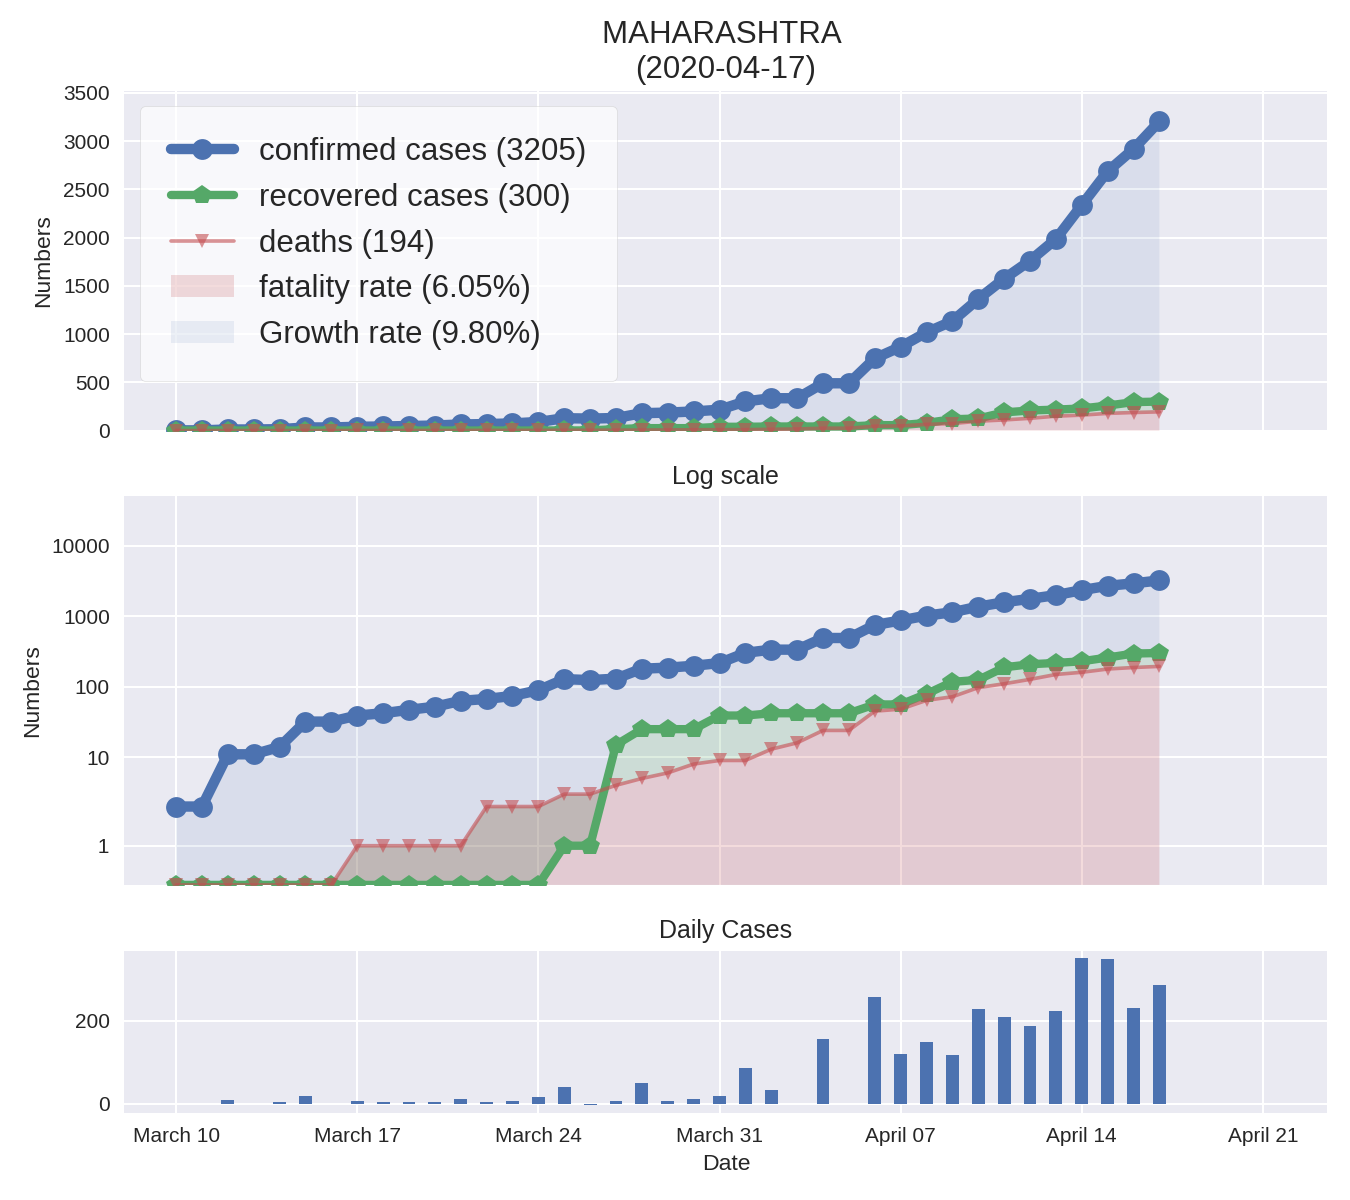 MAHARASHTRA
(2020-04-17)
3500
3000
2500
2000
1500
1000
500
0
Numbers
confirmed cases (3205)
recovered cases (300)
deaths (194)
fatality rate (6.05%)
Growth rate (9.80%)
Log scale
10000
1000
100
10
1
Numbers
Daily Cases
200
0
March 10 March 17 March 24 March 31 April 07 April 14 April 21
Date